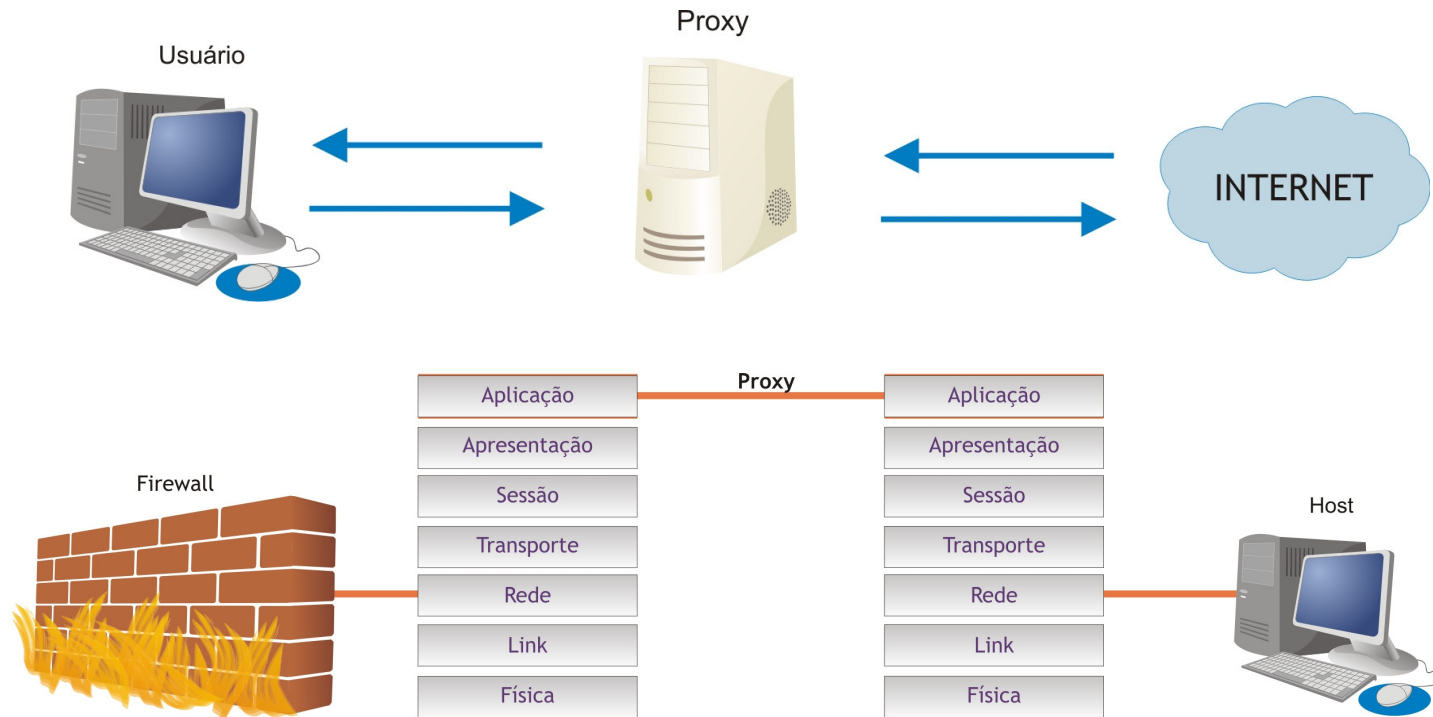 Proxy
Usuário
INTERNET
Proxy
Aplicação
Aplicação
Apresentação
Apresentação
Firewall
Sessão
Sessão
Host
Transporte
Transporte
Rede
Rede
Link
Link
Física
Física